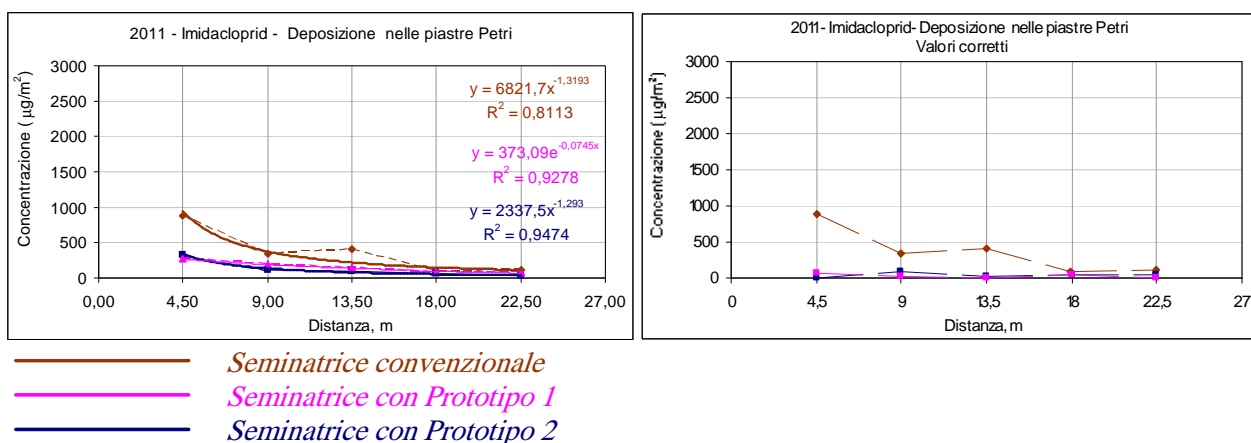 2011 - Imidacloprid - Deposizione nelle piastre Petri
3000
2500
2000
1500
1000
500
0
Concentrazione ( µg/m²)
y = 6821,7x^-1,3193
R² = 0,8113
y = 373,09e^-0,0745x
R² = 0,9278
y = 2337,5x^-1,293
R² = 0,9474
0,00 4,50 9,00 13,50 18,00 22,50 27,00
Distanza, m
2011- Imidacloprid- Deposizione nelle piastre Petri
Valori corretti
3000
2500
2000
1500
1000
500
0
Concentrazione ( µg/m²)
0 4,5 9 13,5 18 22,5 27
Distanza, m
Seminatrice convenzionale
Seminatrice con Prototipo 1
Seminatrice con Prototipo 2